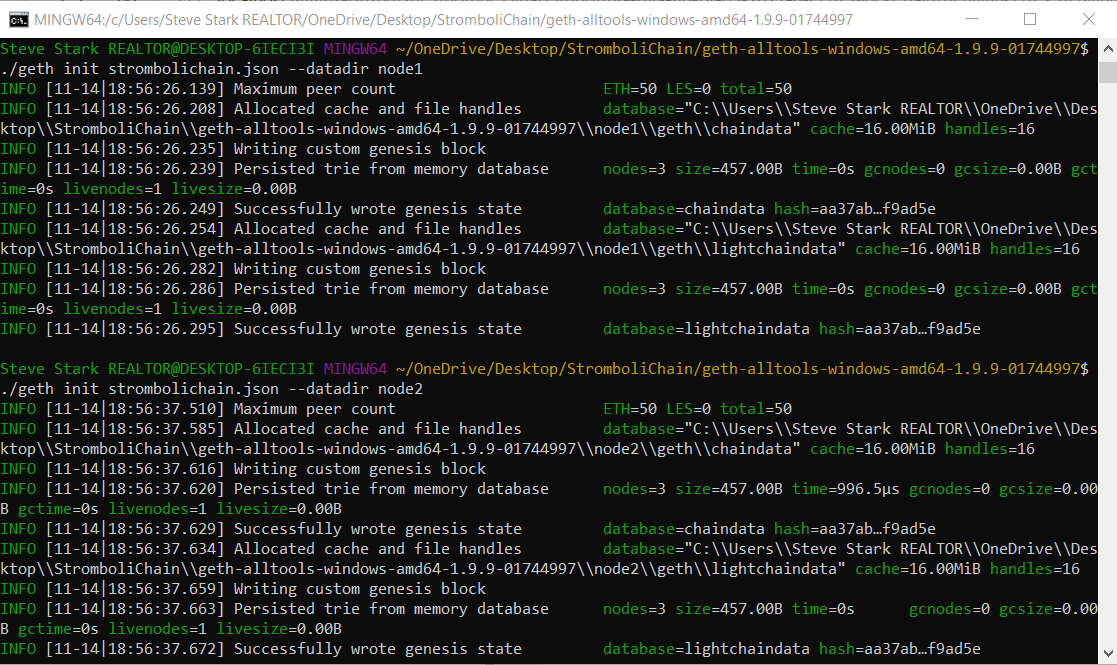 MINGW64:/c/Users/Steve Stark REALTOR/OneDrive/Desktop/StromboliChain/geth-alltools-windows-amd64-1.9.9-01744997
Steve Stark REALTOR@DESKTOP-6IECI3I MINGW64 ~/OneDrive/Desktop/StromboliChain/geth-alltools-windows-amd64-1.9.9-01744997$
./geth init strombolichain.json --datadir node1
INFO [11-14|18:56:26.139] Maximum peer count                       ETH=50 LES=0 total=50
INFO [11-14|18:56:26.208] Allocated cache and file handles         database="C:\\Users\\Steve Stark REALTOR\\OneDrive\\Des
ktop\\StromboliChain\\geth-alltools-windows-amd64-1.9.9-01744997\\node1\\geth\\chaindata" cache=16.00MiB handles=16
INFO [11-14|18:56:26.235] Writing custom genesis block
INFO [11-14|18:56:26.239] Persisted trie from memory database      nodes=3 size=457.00B time=0s gcnodes=0 gcsize=0.00B gct
ime=0s livenodes=1 livesize=0.00B
INFO [11-14|18:56:26.249] Successfully wrote genesis state         database=chaindata hash=aa37ab…f9ad5e
INFO [11-14|18:56:26.254] Allocated cache and file handles         database="C:\\Users\\Steve Stark REALTOR\\OneDrive\\Des
ktop\\StromboliChain\\geth-alltools-windows-amd64-1.9.9-01744997\\node1\\geth\\lightchaindata" cache=16.00MiB handles=16
INFO [11-14|18:56:26.282] Writing custom genesis block
INFO [11-14|18:56:26.286] Persisted trie from memory database      nodes=3 size=457.00B time=0s gcnodes=0 gcsize=0.00B gct
ime=0s livenodes=1 livesize=0.00B
INFO [11-14|18:56:26.295] Successfully wrote genesis state         database=lightchaindata hash=aa37ab…f9ad5e
Steve Stark REALTOR@DESKTOP-6IECI3I MINGW64 ~/OneDrive/Desktop/StromboliChain/geth-alltools-windows-amd64-1.9.9-01744997$
./geth init strombolichain.json --datadir node2
INFO [11-14|18:56:37.510] Maximum peer count                       ETH=50 LES=0 total=50
INFO [11-14|18:56:37.585] Allocated cache and file handles         database="C:\\Users\\Steve Stark REALTOR\\OneDrive\\Des
ktop\\StromboliChain\\geth-alltools-windows-amd64-1.9.9-01744997\\node2\\geth\\chaindata" cache=16.00MiB handles=16
INFO [11-14|18:56:37.616] Writing custom genesis block
INFO [11-14|18:56:37.620] Persisted trie from memory database      nodes=3 size=457.00B time=996.5µs gcnodes=0 gcsize=0.00
B gctime=0s livenodes=1 livesize=0.00B
INFO [11-14|18:56:37.629] Successfully wrote genesis state         database=chaindata hash=aa37ab…f9ad5e
INFO [11-14|18:56:37.634] Allocated cache and file handles         database="C:\\Users\\Steve Stark REALTOR\\OneDrive\\Des
ktop\\StromboliChain\\geth-alltools-windows-amd64-1.9.9-01744997\\node2\\geth\\lightchaindata" cache=16.00MiB handles=16
INFO [11-14|18:56:37.659] Writing custom genesis block
INFO [11-14|18:56:37.663] Persisted trie from memory database      nodes=3 size=457.00B time=0s      gcnodes=0 gcsize=0.00
B gctime=0s livenodes=1 livesize=0.00B
INFO [11-14|18:56:37.672] Successfully wrote genesis state         database=lightchaindata hash=aa37ab…f9ad5e